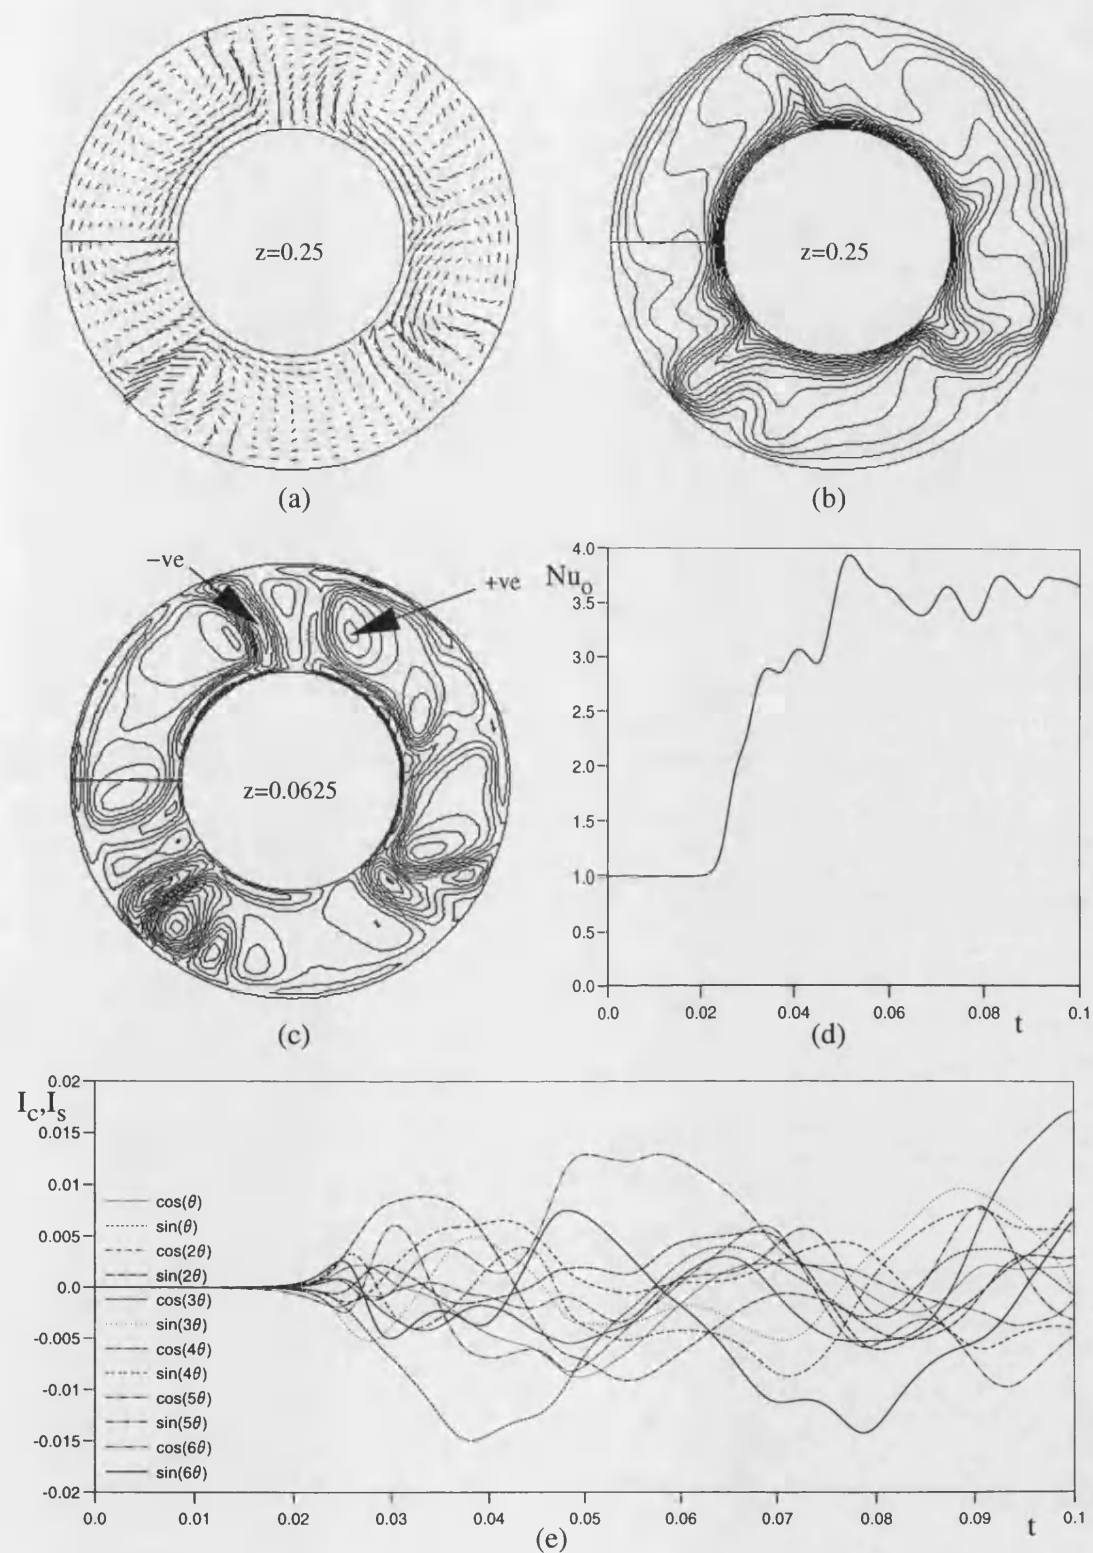 z=0.25
z=0.25
(a)
(b)
−ve
+ve
z=0.0625
(c)
Nu₀
4.0
3.5
3.0
2.5
2.0
1.5
1.0
0.5
0.0
0.0 0.02 0.04 0.06 0.08 0.1
t
(d)
I_c,I_s
0.02
0.015
0.01
0.005
0.0
-0.005
-0.01
-0.015
-0.02
cos(θ)
sin(θ)
cos(2θ)
sin(2θ)
cos(3θ)
sin(3θ)
cos(4θ)
sin(4θ)
cos(5θ)
sin(5θ)
cos(6θ)
sin(6θ)
0.0 0.01 0.02 0.03 0.04 0.05 0.06 0.07 0.08 0.09 0.1
t
(e)